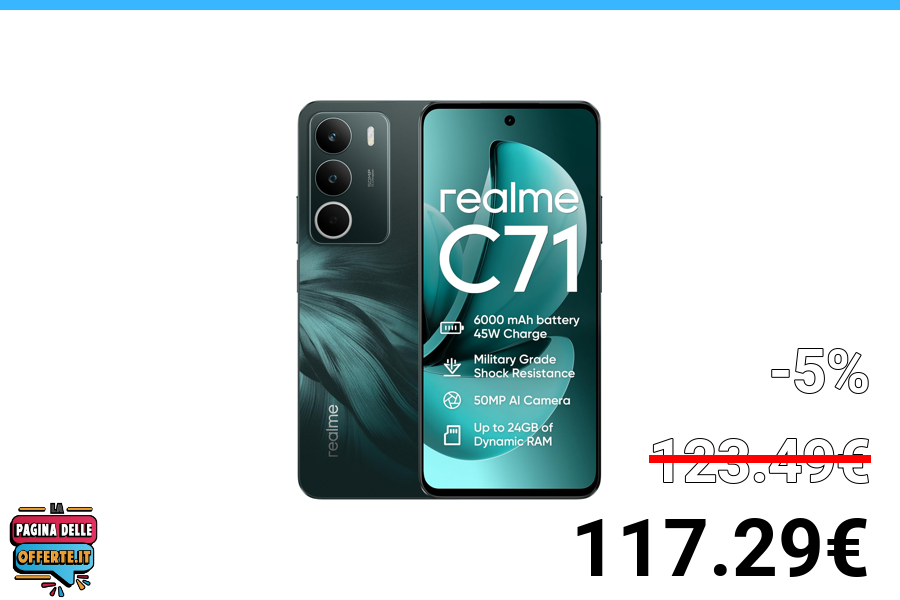 realme
C71
6000 mAh battery
45W Charge
Military Grade
Shock Resistance
50MP AI Camera
Up to 24GB of
Dynamic RAM
realme
-5%
123.49€
117.29€
LA
PAGINA DELLE
OFFERTE.IT